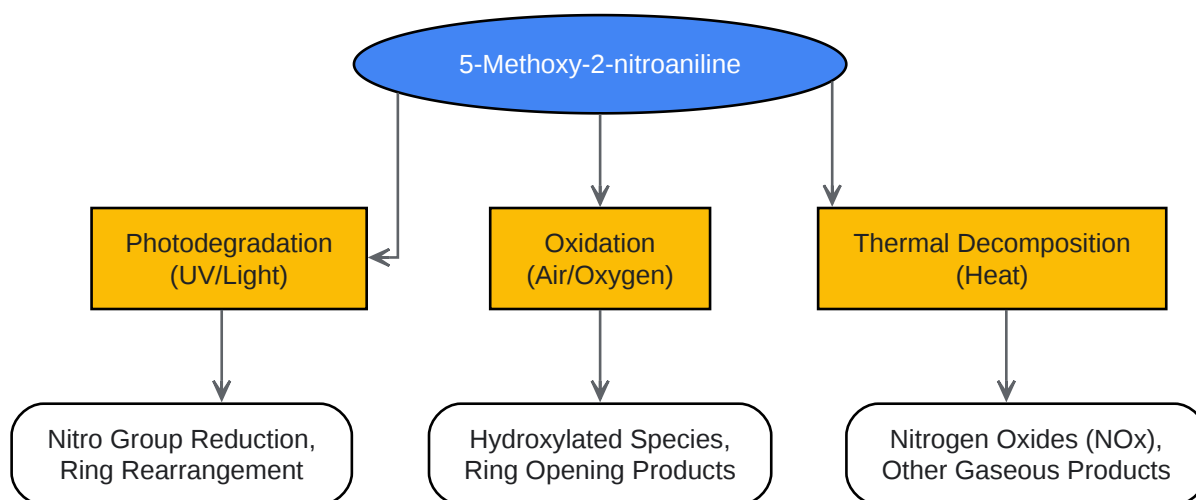 5-Methoxy-2-nitroaniline
Photodegradation
(UV/Light)
Oxidation
(Air/Oxygen)
Thermal Decomposition
(Heat)
Nitro Group Reduction,
Ring Rearrangement
Hydroxylated Species,
Ring Opening Products
Nitrogen Oxides (NOx),
Other Gaseous Products